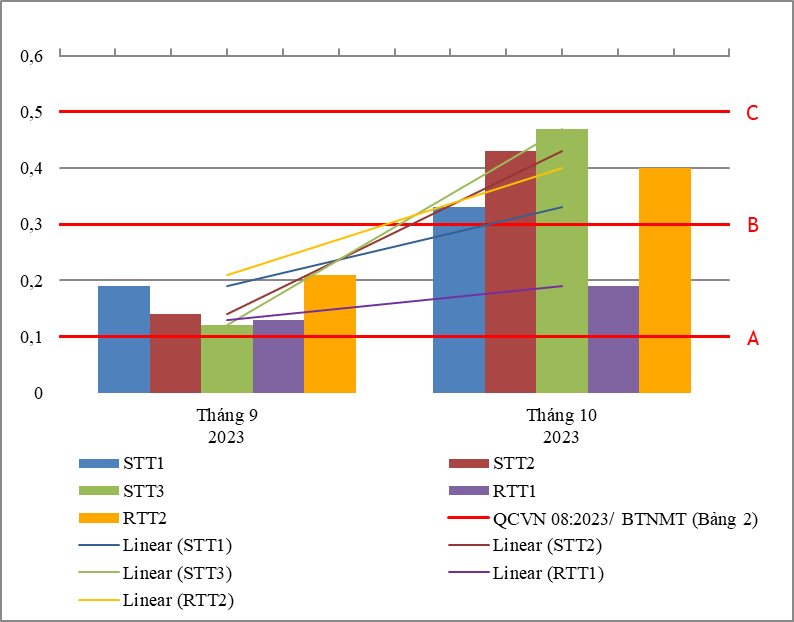 0,6
0,5
C
0,4
0,3
B
0,2
0,1
A
0
Tháng 9
2023
Tháng 10
2023
STT1
STT2
STT3
RTT1
RTT2
QCVN 08:2023/ BTNMT (Bảng 2)
Linear (STT1)
Linear (STT2)
Linear (STT3)
Linear (RTT1)
Linear (RTT2)